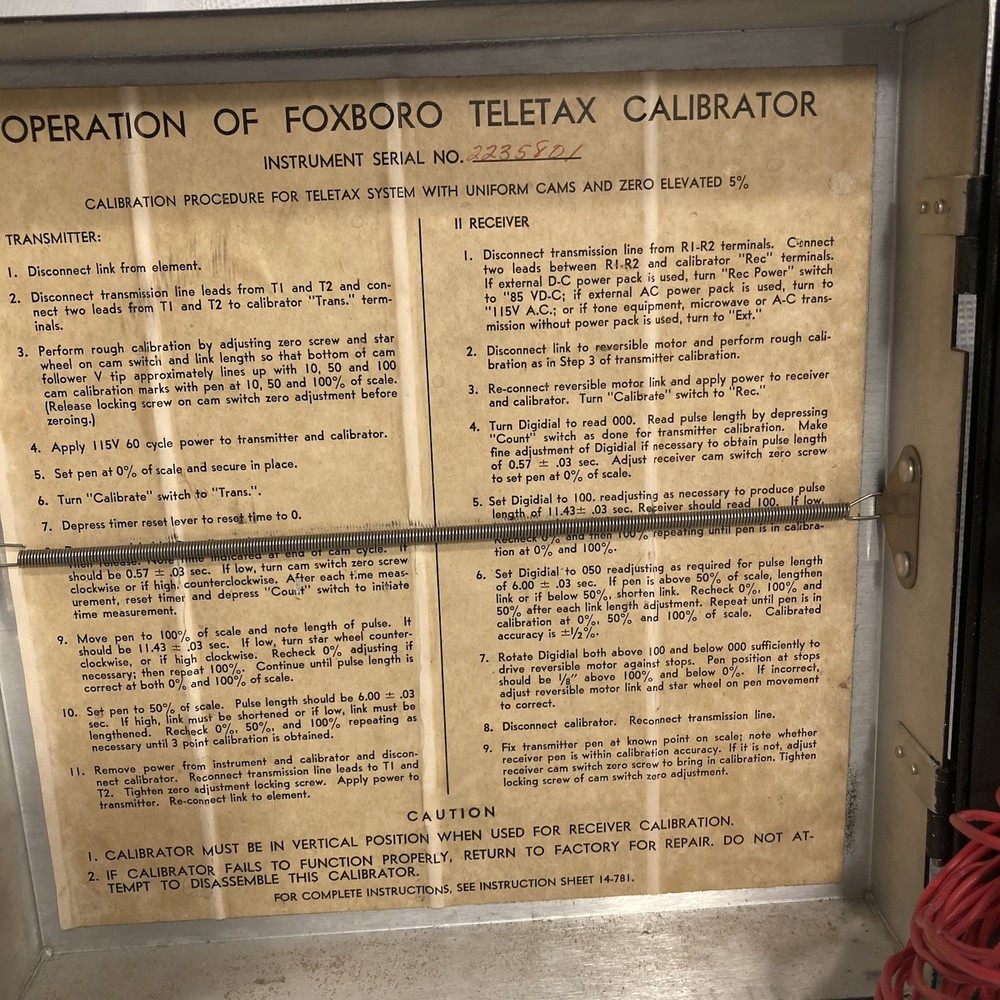 OPERATION OF FOXBORO TELETAX CALIBRATOR
INSTRUMENT SERIAL NO. 2235801
CALIBRATION PROCEDURE FOR TELETAX SYSTEM WITH UNIFORM CAMS AND ZERO ELEVATED 5%
TRANSMITTER:
1. Disconnect link from element.
2. Disconnect transmission line leads from T1 and T2 and con-
nect two leads from T1 and T2 to calibrator "Trans." term-
inals.
3. Perform rough calibration by adjusting zero screw and star
wheel on cam switch and link length so that bottom of cam
follower V tip approximately lines up with 10, 50 and 100
cam calibration marks with pen at 10, 50 and 100% of scale.
(Release locking screw on cam switch zero adjustment before
zeroing.)
4. Apply 115V 60 cycle power to transmitter and calibrator.
5. Set pen at 0% of scale and secure in place.
6. Turn "Calibrate" switch to "Trans.".
7. Depress timer reset lever to reset time to 0.
then release. Note time indicated at end of cam cycle. It
should be 0.57 ± .03 sec. If low, turn cam switch zero screw
clockwise or if high, counterclockwise. After each time meas-
urement, reset timer and depress "Count" switch to initiate
time measurement.
9. Move pen to 100% of scale and note length of pulse. It
should be 11.43 ± .03 sec. If low, turn star wheel counter-
clockwise, or if high clockwise. Recheck 0% adjusting if
necessary; then repeat 100%. Continue until pulse length is
correct at both 0% and 100% of scale.
10. Set pen to 50% of scale. Pulse length should be 6.00 ± .03
sec. If high, link must be shortened or if low, link must be
lengthened. Recheck 0%, 50%, and 100% repeating as
necessary until 3 point calibration is obtained.
11. Remove power from instrument and calibrator and discon-
nect calibrator. Reconnect transmission line leads to T1 and
T2. Tighten zero adjustment locking screw. Apply power to
transmitter. Re-connect link to element.
II RECEIVER
1. Disconnect transmission line from R1-R2 terminals. Connect
two leads between R1-R2 and calibrator "Rec" terminals.
If external D-C power pack is used, turn "Rec Power" switch
to "85 VD-C; if external AC power pack is used, turn to
"115V A.C.; or if tone equipment, microwave or A-C trans-
mission without power pack is used, turn to "Ext."
2. Disconnect link to reversible motor and perform rough cali-
bration as in Step 3 of transmitter calibration.
3. Re-connect reversible motor link and apply power to receiver
and calibrator. Turn "Calibrate" switch to "Rec."
4. Turn Digidial to read 000. Read pulse length by depressing
"Count" switch as done for transmitter calibration. Make
fine adjustment of Digidial if necessary to obtain pulse length
of 0.57 ± .03 sec. Adjust receiver cam switch zero screw
to set pen at 0% of scale.
5. Set Digidial to 100. readjusting as necessary to produce pulse
length of 11.43± .03 sec. Receiver should read 100. If low,
Recheck 0% and then 100% repeating until pen is in calibra-
tion at 0% and 100%.
6. Set Digidial to 050 readjusting as required for pulse length
of 6.00 ± .03 sec. If pen is above 50% of scale, lengthen
link or if below 50%, shorten link. Recheck 0%, 100% and
50% after each link length adjustment. Repeat until pen is in
calibration at 0%, 50% and 100% of scale. Calibrated
accuracy is ±½%.
7. Rotate Digidial both above 100 and below 000 sufficiently to
drive reversible motor against stops. Pen position at stops
should be ⅛" above 100% and below 0%. If incorrect,
adjust reversible motor link and star wheel on pen movement
to correct.
8. Disconnect calibrator. Reconnect transmission line.
9. Fix transmitter pen at known point on scale; note whether
receiver pen is within calibration accuracy. If it is not, adjust
receiver cam switch zero screw to bring in calibration. Tighten
locking screw of cam switch zero adjustment.
CAUTION
1. CALIBRATOR MUST BE IN VERTICAL POSITION WHEN USED FOR RECEIVER CALIBRATION.
2. IF CALIBRATOR FAILS TO FUNCTION PROPERLY, RETURN TO FACTORY FOR REPAIR. DO NOT AT-
TEMPT TO DISASSEMBLE THIS CALIBRATOR.
FOR COMPLETE INSTRUCTIONS, SEE INSTRUCTION SHEET 14-781.